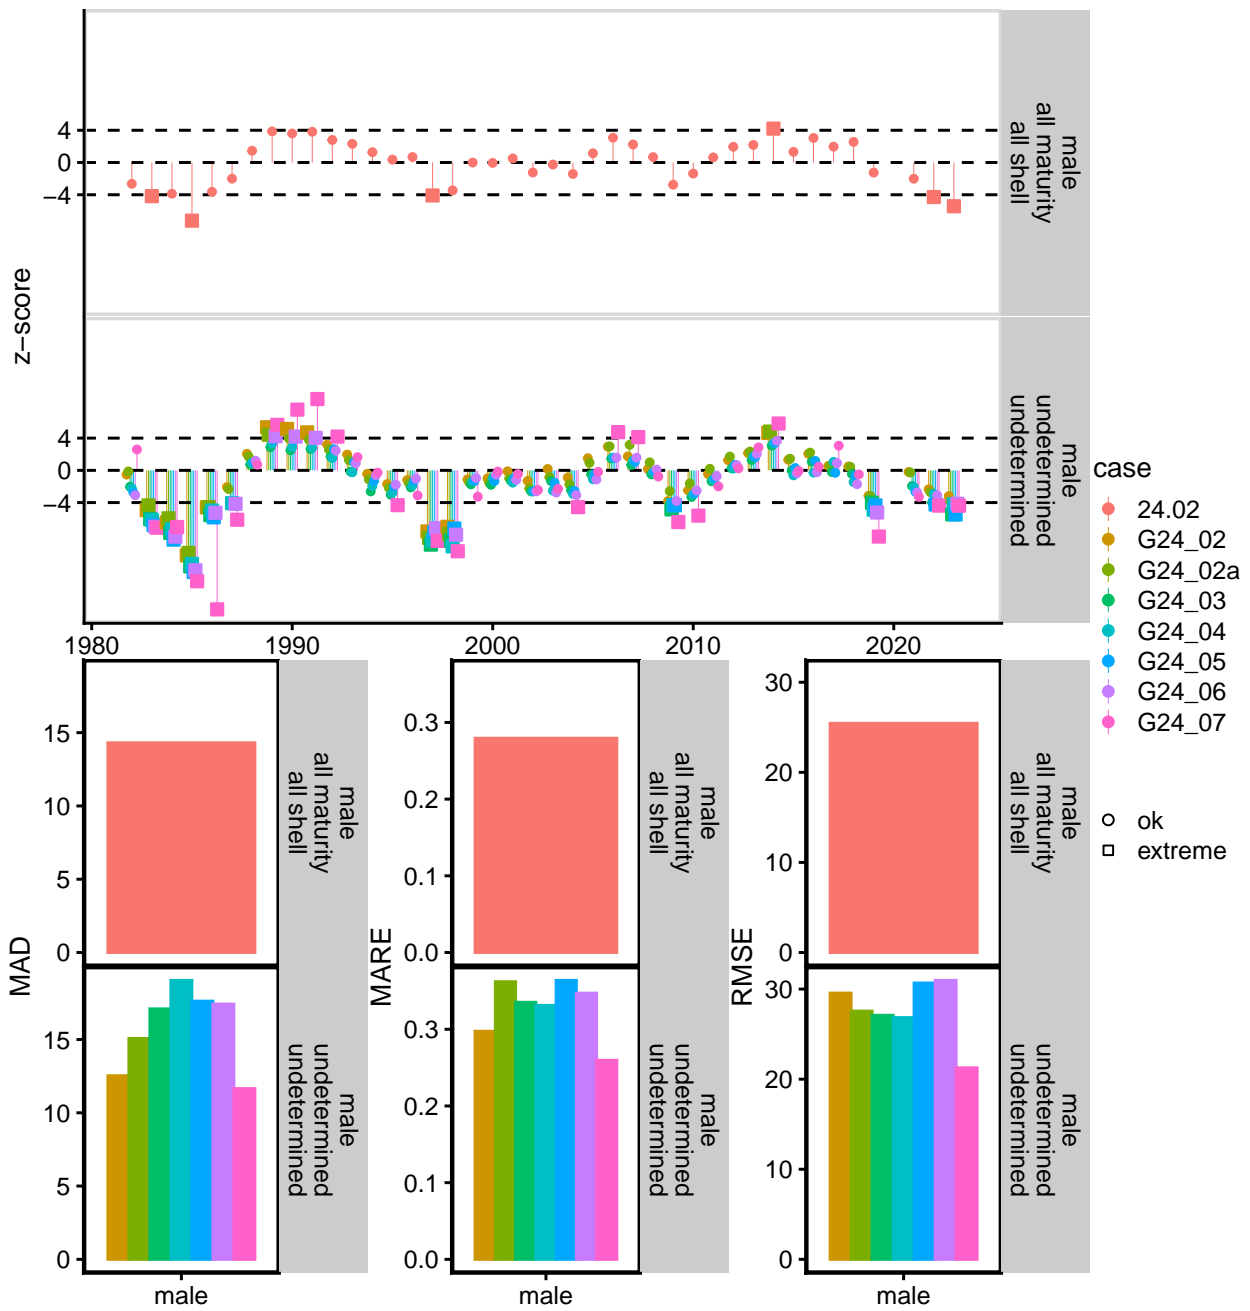 z−score
4
0
−4
male
all maturity
all shell
4
0
−4
male
undetermined
undetermined
1980
1990
2000
2010
2020
case
24.02
G24_02
G24_02a
G24_03
G24_04
G24_05
G24_06
G24_07
ok
extreme
MAD
15
10
5
0
male
all maturity
all shell
15
10
5
0
male
undetermined
undetermined
male
MARE
0.3
0.2
0.1
0.0
male
all maturity
all shell
0.3
0.2
0.1
0.0
male
undetermined
undetermined
male
RMSE
30
20
10
0
male
all maturity
all shell
30
20
10
0
male
undetermined
undetermined
male